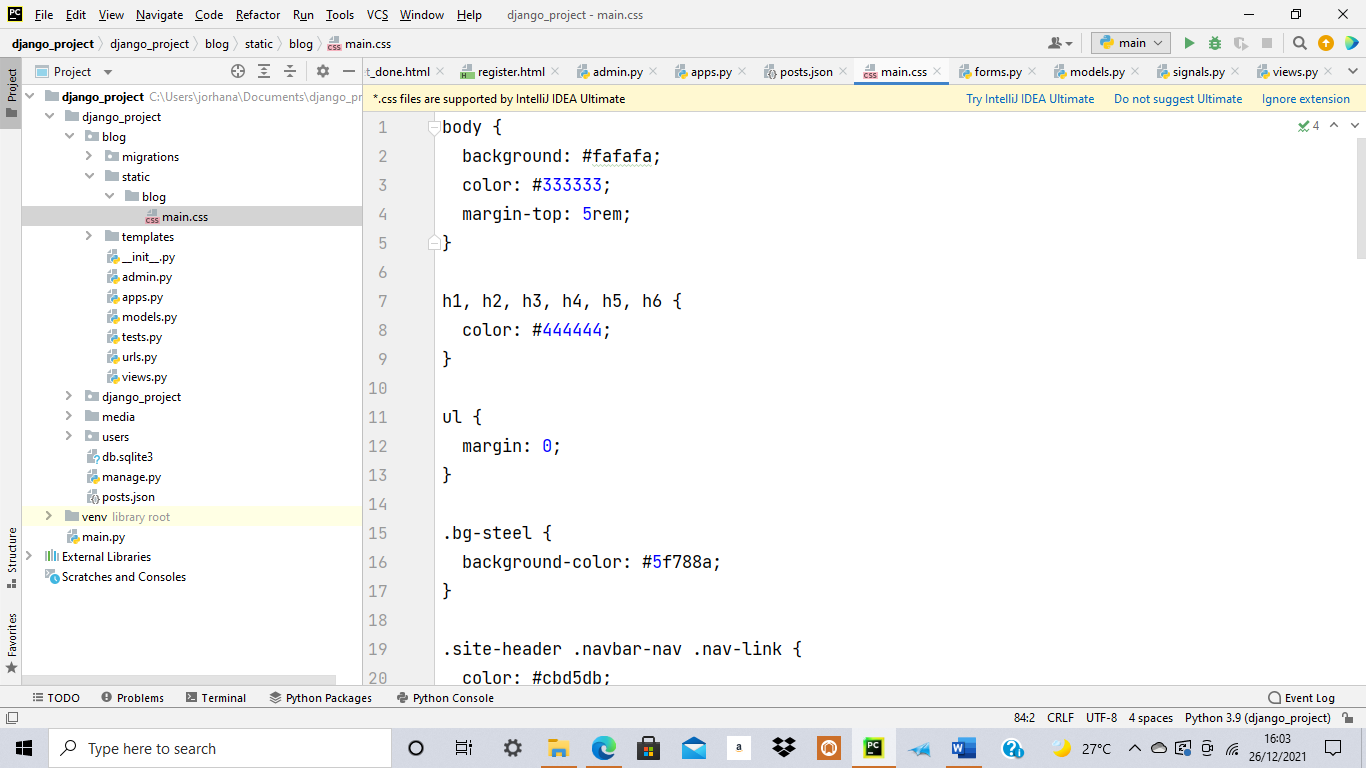 PC File Edit View Navigate Code Refactor Run Tools VCS Window Help django_project - main.css
django_project django_project blog static blog main.css main
Project t_done.html register.html admin.py apps.py posts.json main.css forms.py models.py signals.py views.py
*.css files are supported by IntelliJ IDEA Ultimate Try IntelliJ IDEA Ultimate Do not suggest Ultimate Ignore extension
Project
Structure
Favorites
django_project C:\Users\jorhana\Documents\django_pr
django_project
blog
migrations
static
blog
main.css
templates
__init__.py
admin.py
apps.py
models.py
tests.py
urls.py
views.py
django_project
media
users
db.sqlite3
manage.py
posts.json
venv library root
main.py
External Libraries
Scratches and Consoles
4
1 body {
2 background: #fafafa;
3 color: #333333;
4 margin-top: 5rem;
5 }
6
7 h1, h2, h3, h4, h5, h6 {
8 color: #444444;
9 }
10
11 ul {
12 margin: 0;
13 }
14
15 .bg-steel {
16 background-color: #5f788a;
17 }
18
19 .site-header .navbar-nav .nav-link {
20 color: #cbd5db;
TODO Problems Terminal Python Packages Python Console Event Log
84:2 CRLF UTF-8 4 spaces Python 3.9 (django_project)
Type here to search a PC W 27°C 16:03
26/12/2021